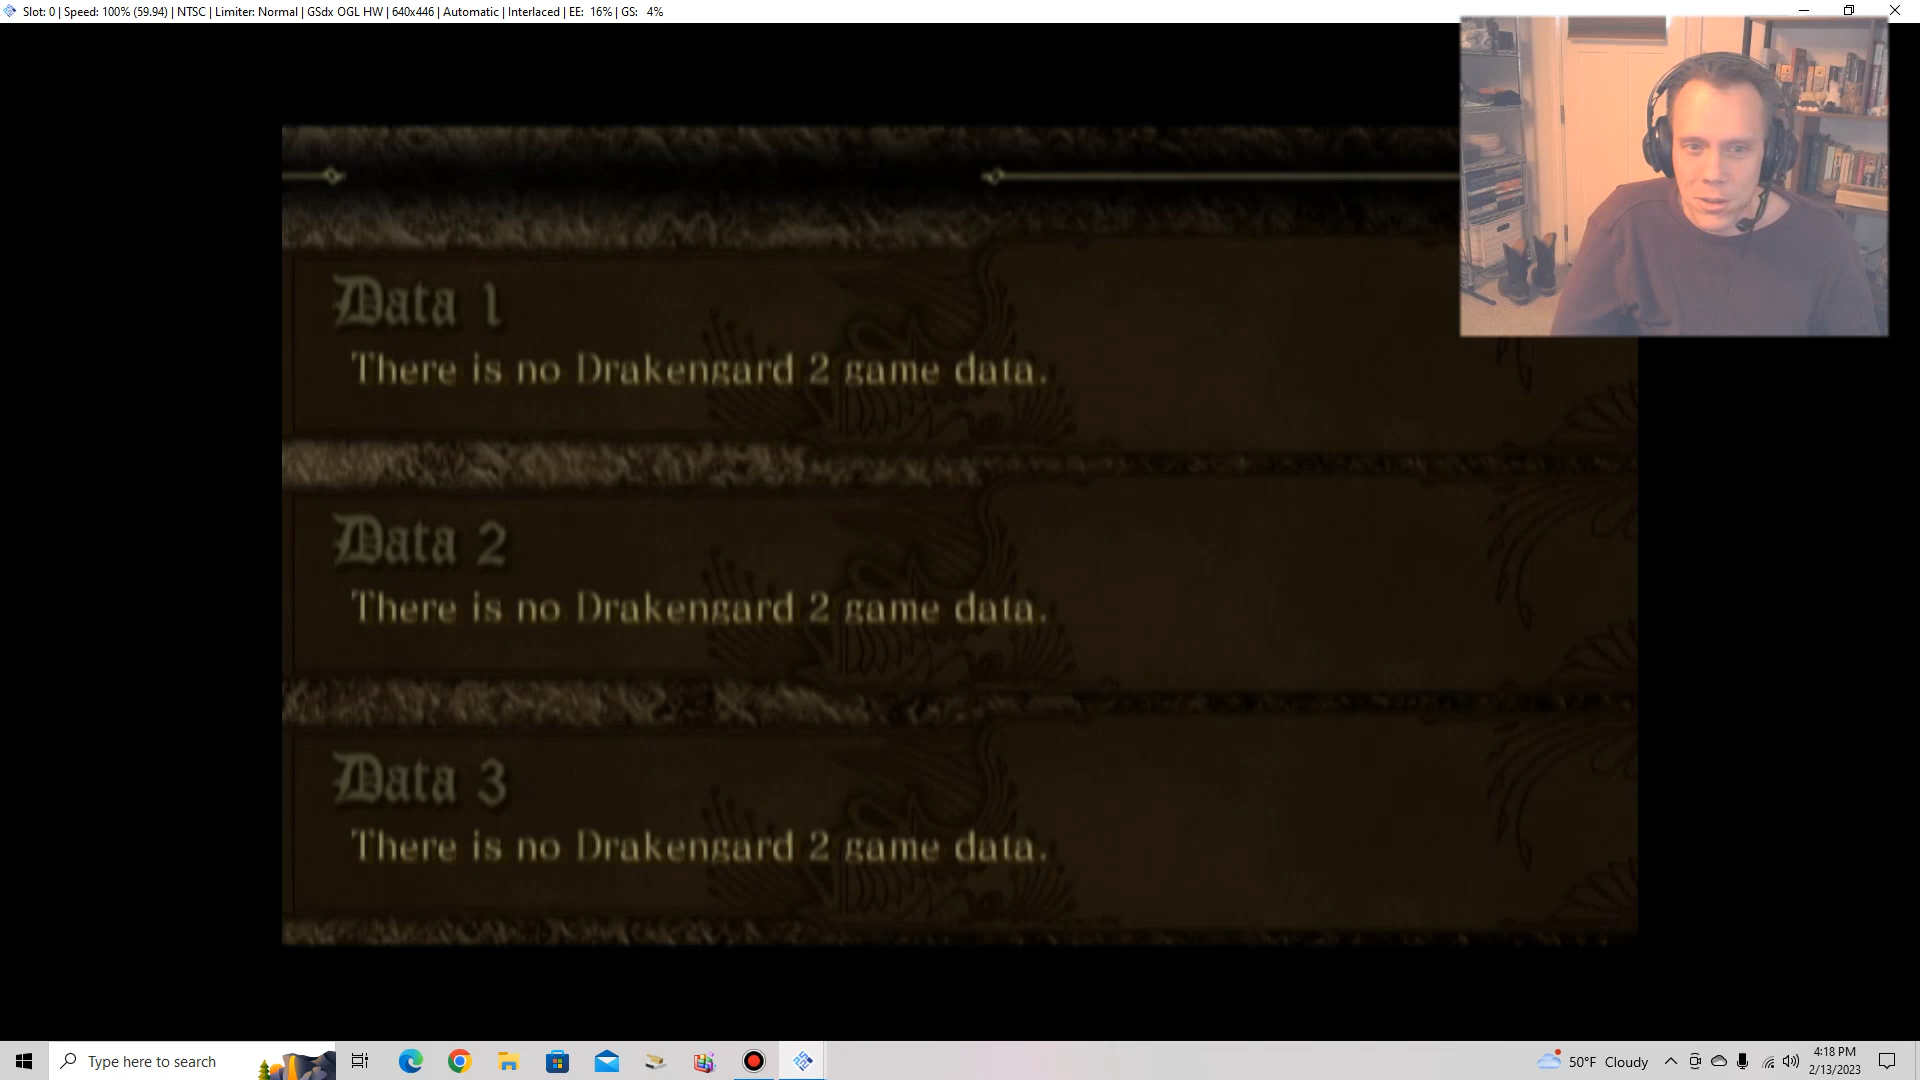 Slot: 0 | Speed: 100% (59.94) | NTSC | Limiter: Normal | GSdx OGL HW | 640x446 | Automatic | Interlaced | EE: 16% | GS: 4%
Data 1
There is no Drakengard 2 game data.
Data 2
There is no Drakengard 2 game data.
Data 3
There is no Drakengard 2 game data.
Type here to search
50°F Cloudy
4:18 PM
2/13/2023